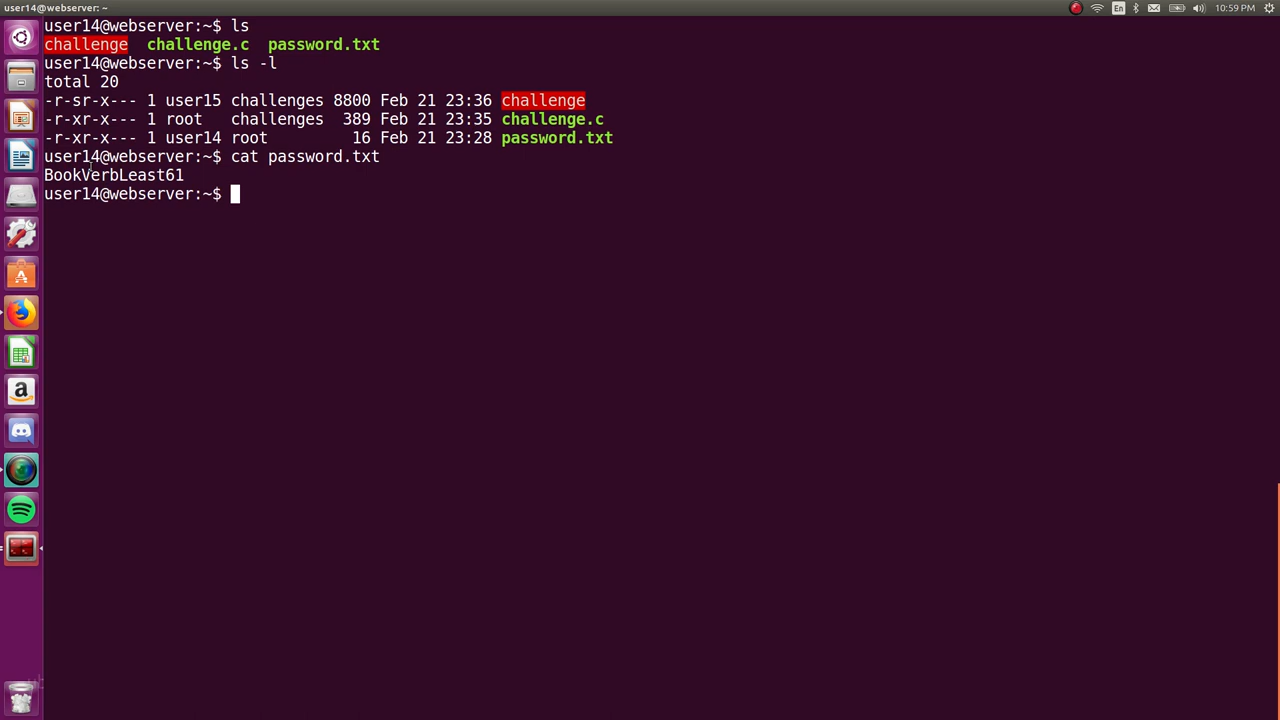 user14@webserver: ~
En
10:59 PM
user14@webserver:~$ ls
challenge  challenge.c  password.txt
user14@webserver:~$ ls -l
total 20
-r-sr-x--- 1 user15 challenges 8800 Feb 21 23:36 challenge
-r-xr-x--- 1 root   challenges  389 Feb 21 23:35 challenge.c
-r-xr-x--- 1 user14 root         16 Feb 21 23:28 password.txt
user14@webserver:~$ cat password.txt
BookVerbLeast61
user14@webserver:~$